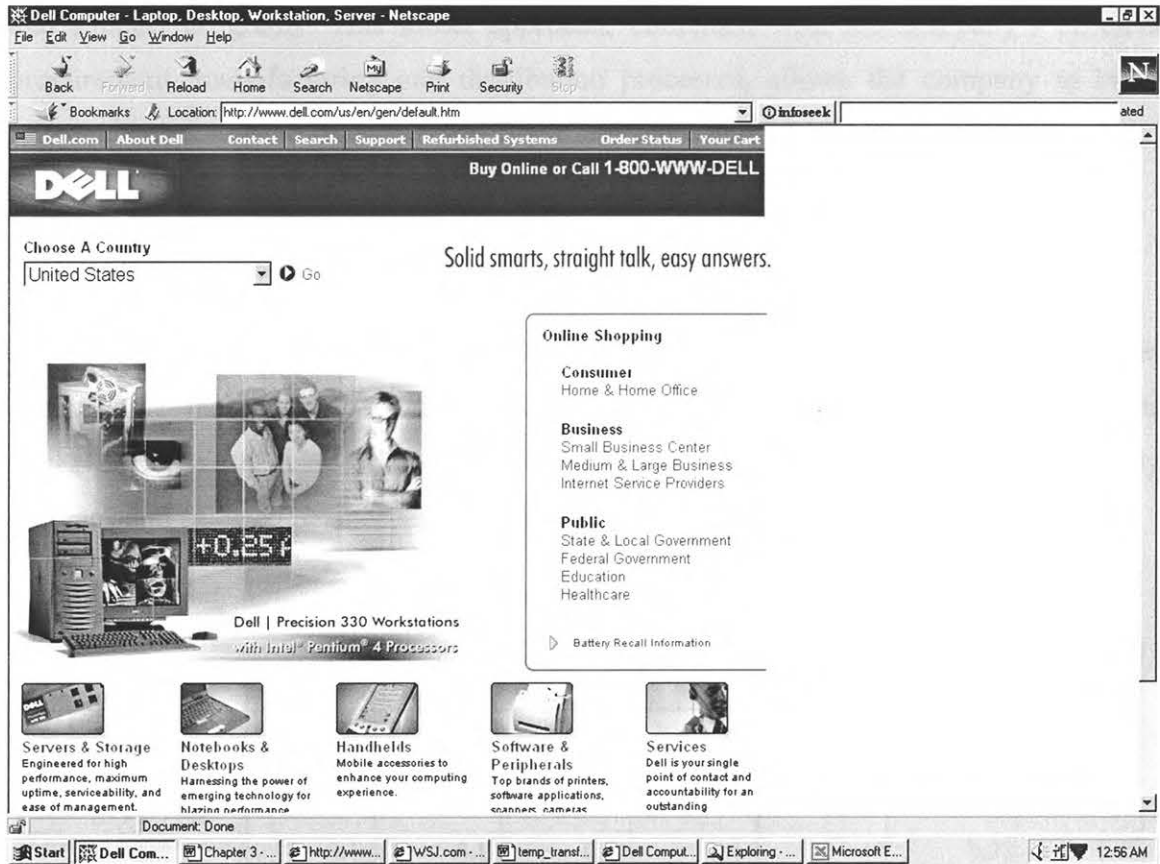 Dell Computer - Laptop, Desktop, Workstation, Server - Netscape
File Edit View Go Window Help
Back Forward Reload Home Search Netscape Print Security Stop
My
N
Bookmarks Location: http://www.dell.com/us/en/gen/default.htm infoseek ated
Dell.com About Dell Contact Search Support Refurbished Systems Order Status Your Cart
DELL
Buy Online or Call 1-800-WWW-DELL
Choose A Country
United States Go
Solid smarts, straight talk, easy answers.
Online Shopping
Consumer
Home & Home Office
Business
Small Business Center
Medium & Large Business
Internet Service Providers
Public
State & Local Government
Federal Government
Education
Healthcare
Battery Recall Information
+0.25
Dell | Precision 330 Workstations
with Intel® Pentium® 4 Processors
Servers & Storage
Engineered for high
performance, maximum
uptime, serviceability, and
ease of management.
Notebooks &
Desktops
Harnessing the power of
emerging technology for
blazing performance
Handhelds
Mobile accessories to
enhance your computing
experience.
Software &
Peripherals
Top brands of printers,
software applications,
scanners, cameras
Services
Dell is your single
point of contact and
accountability for an
outstanding
Document: Done
Start Dell Com... Chapter 3 - ... http://www... WSJ.com - ... temp_transf... Dell Comput... Exploring - ... Microsoft E... 12:56 AM